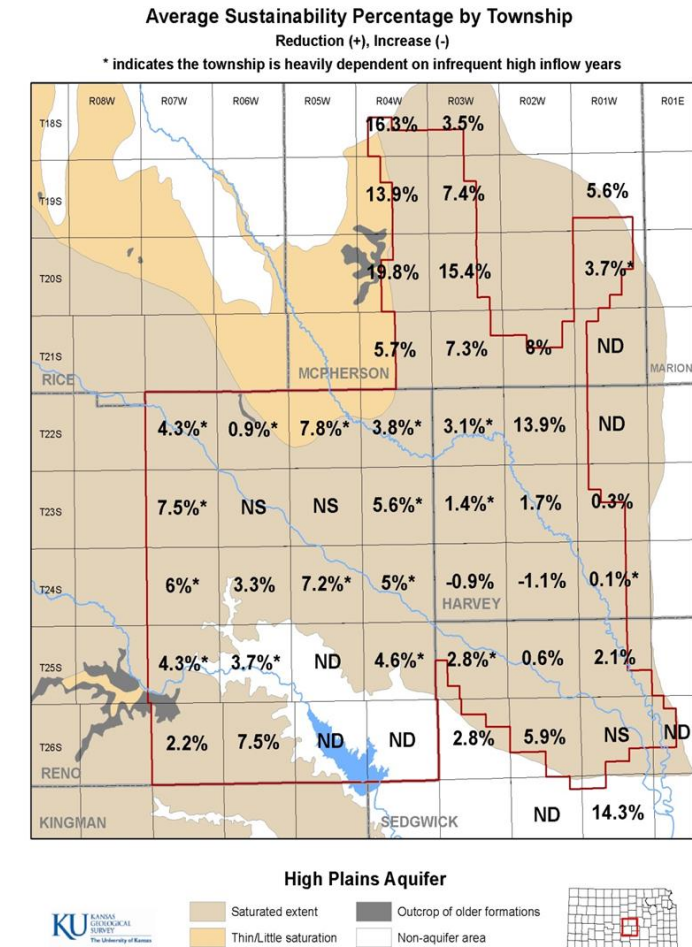 Average Sustainability Percentage by Township
Reduction (+), Increase (-)
* indicates the township is heavily dependent on infrequent high inflow years
R08W R07W R06W R05W R04W R03W R02W R01W R01E
T18S 16.3% 3.5%
T19S 13.9% 7.4% 5.6%
T20S 19.8% 15.4% 3.7%*
T21S 5.7% 7.3% 8% ND
RICE MCPHERSON MARION
T22S 4.3%* 0.9%* 7.8%* 3.8%* 3.1%* 13.9% ND
T23S 7.5%* NS NS 5.6%* 1.4%* 1.7% 0.3%
T24S 6%* 3.3% 7.2%* 5%* -0.9% -1.1% 0.1%*
HARVEY
T25S 4.3%* 3.7%* ND 4.6%* 2.8%* 0.6% 2.1%
T26S 2.2% 7.5% ND ND 2.8% 5.9% NS ND
RENO
KINGMAN SEDGWICK ND 14.3%
High Plains Aquifer
KU KANSAS
GEOLOGICAL
SURVEY
The University of Kansas
Saturated extent
Outcrop of older formations
Thin/Little saturation
Non-aquifer area